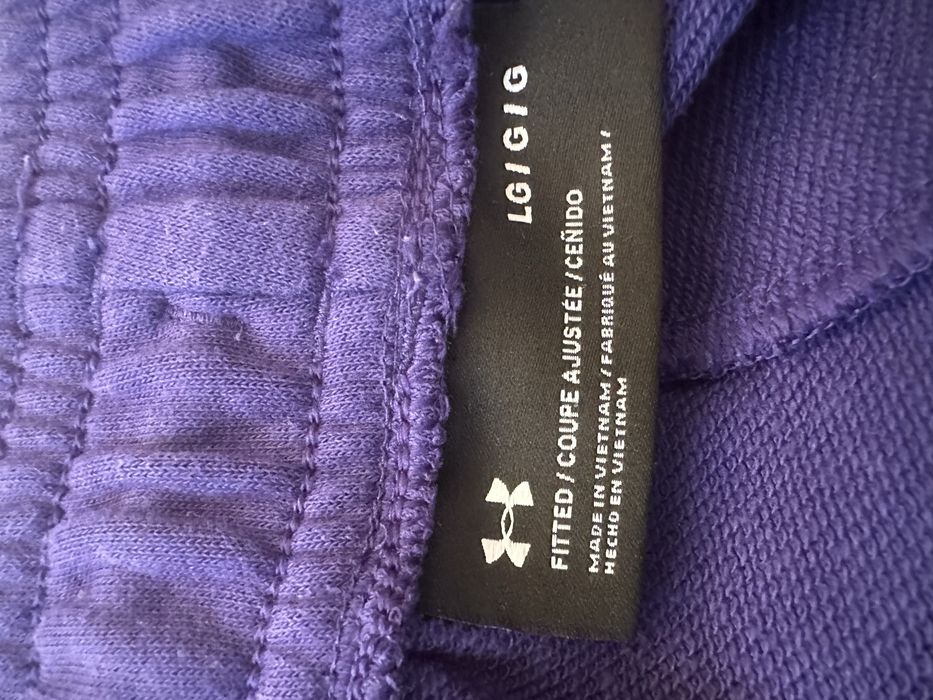 LG / G / G
FITTED / COUPE AJUSTÉE / CEÑIDO
MADE IN VIETNAM / FABRIQUÉ AU VIETNAM /
HECHO EN VIETNAM